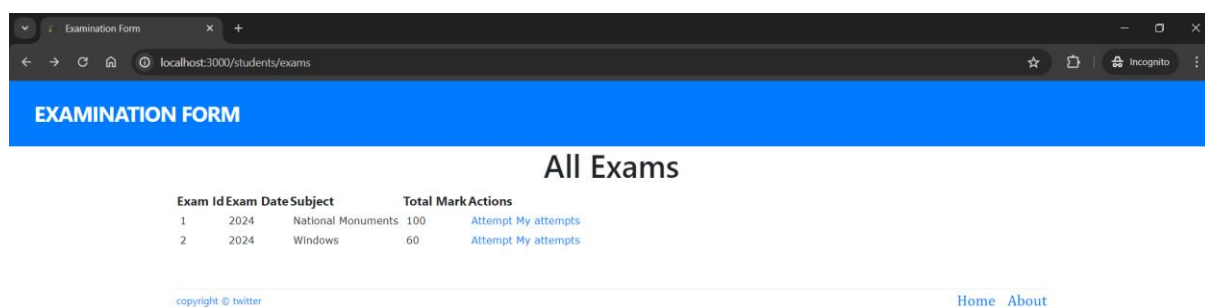 Examination Form
localhost:3000/students/exams
Incognito
EXAMINATION FORM
All Exams
Exam Id Exam Date Subject Total Mark Actions
1 2024 National Monuments 100 Attempt My attempts
2 2024 Windows 60 Attempt My attempts
copyright © twitter Home About